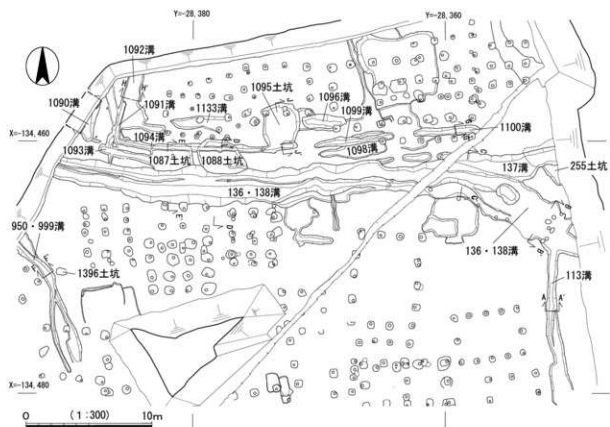 Y=-28, 380
Y=-28, 360
1092溝
1095土坑
1096溝
1090溝
1091溝
1133溝
1099溝
1100溝
X=-134, 460
1094溝
1093溝
1087土坑
1088土坑
1098溝
137溝
255土坑
136・138溝
950・999溝
136・138溝
1396土坑
113溝
A A'
X=-134, 480
0 (1:300) 10m